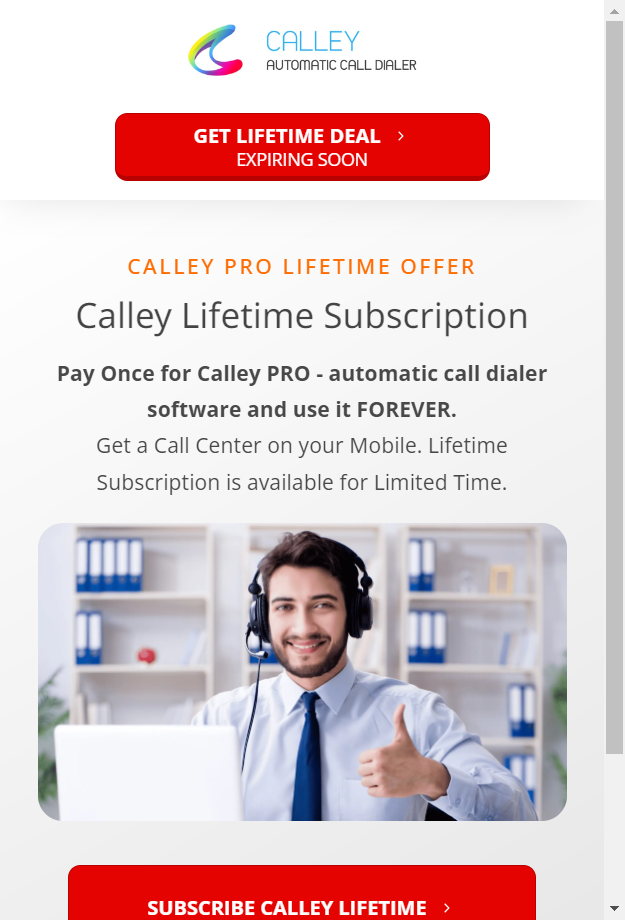 CALLEY
AUTOMATIC CALL DIALER
GET LIFETIME DEAL
EXPIRING SOON
CALLEY PRO LIFETIME OFFER
Calley Lifetime Subscription
Pay Once for Calley PRO - automatic call dialer
software and use it FOREVER.
Get a Call Center on your Mobile. Lifetime
Subscription is available for Limited Time.
SUBSCRIBE CALLEY LIFETIME